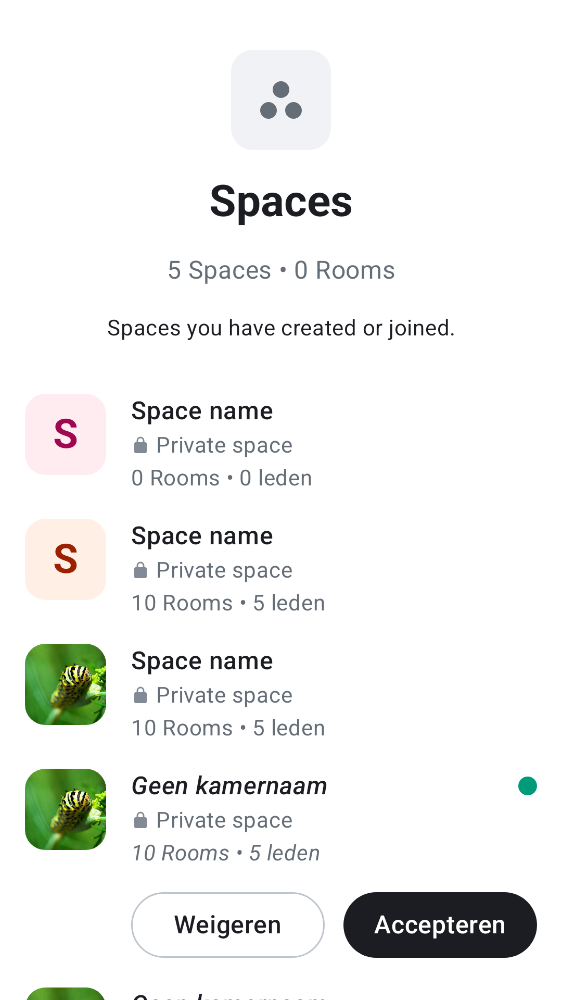 Spaces
5 Spaces • 0 Rooms
Spaces you have created or joined.
S
Space name
Private space
0 Rooms • 0 leden
S
Space name
Private space
10 Rooms • 5 leden
Space name
Private space
10 Rooms • 5 leden
Geen kamernaam
Private space
10 Rooms • 5 leden
Weigeren
Accepteren